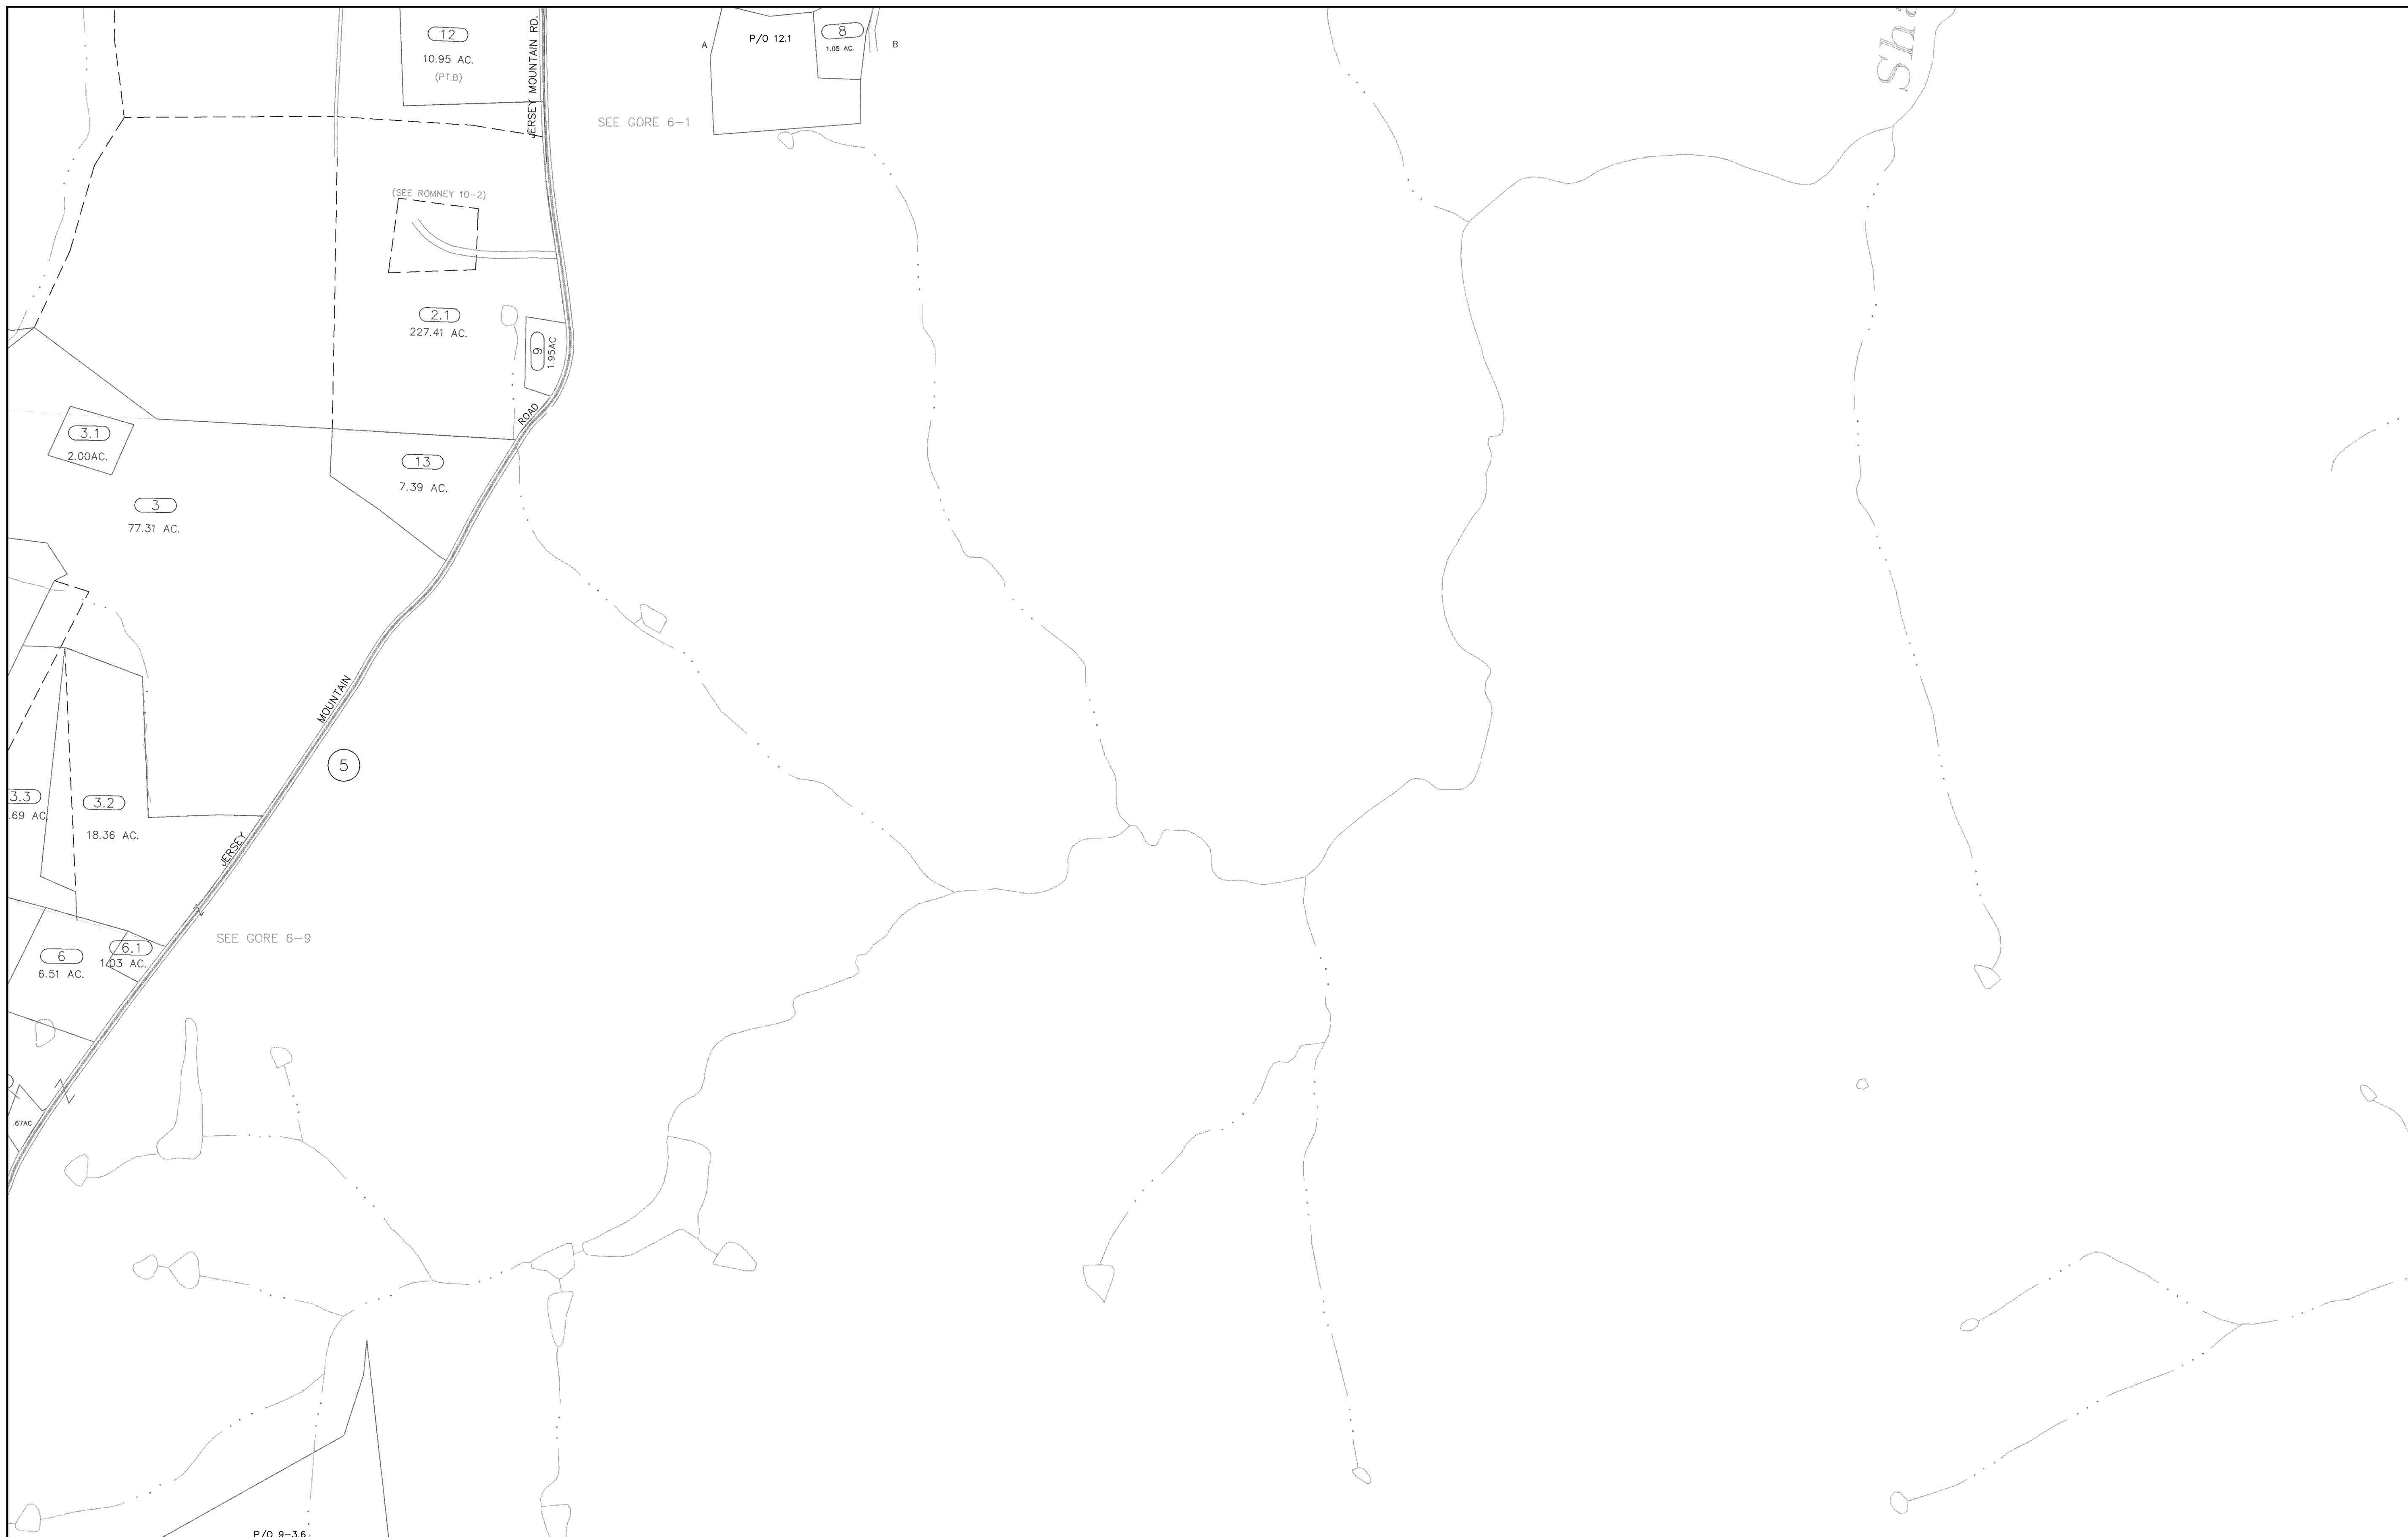 12
10.95 AC.
(PT.B)
JERSEY MOUNTAIN RD.
A
P/O 12.1
8
1.05 AC.
B
SEE GORE 6-1
(SEE ROMNEY 10-2)
2.1
227.41 AC.
9
1.95AC
ROAD
3.1
2.00AC.
13
7.39 AC.
3
77.31 AC.
MOUNTAIN
5
3.3
.69 AC.
3.2
18.36 AC.
JERSEY
SEE GORE 6-9
6
6.51 AC.
6.1
1.03 AC.
.67AC
P/O 9-3.6